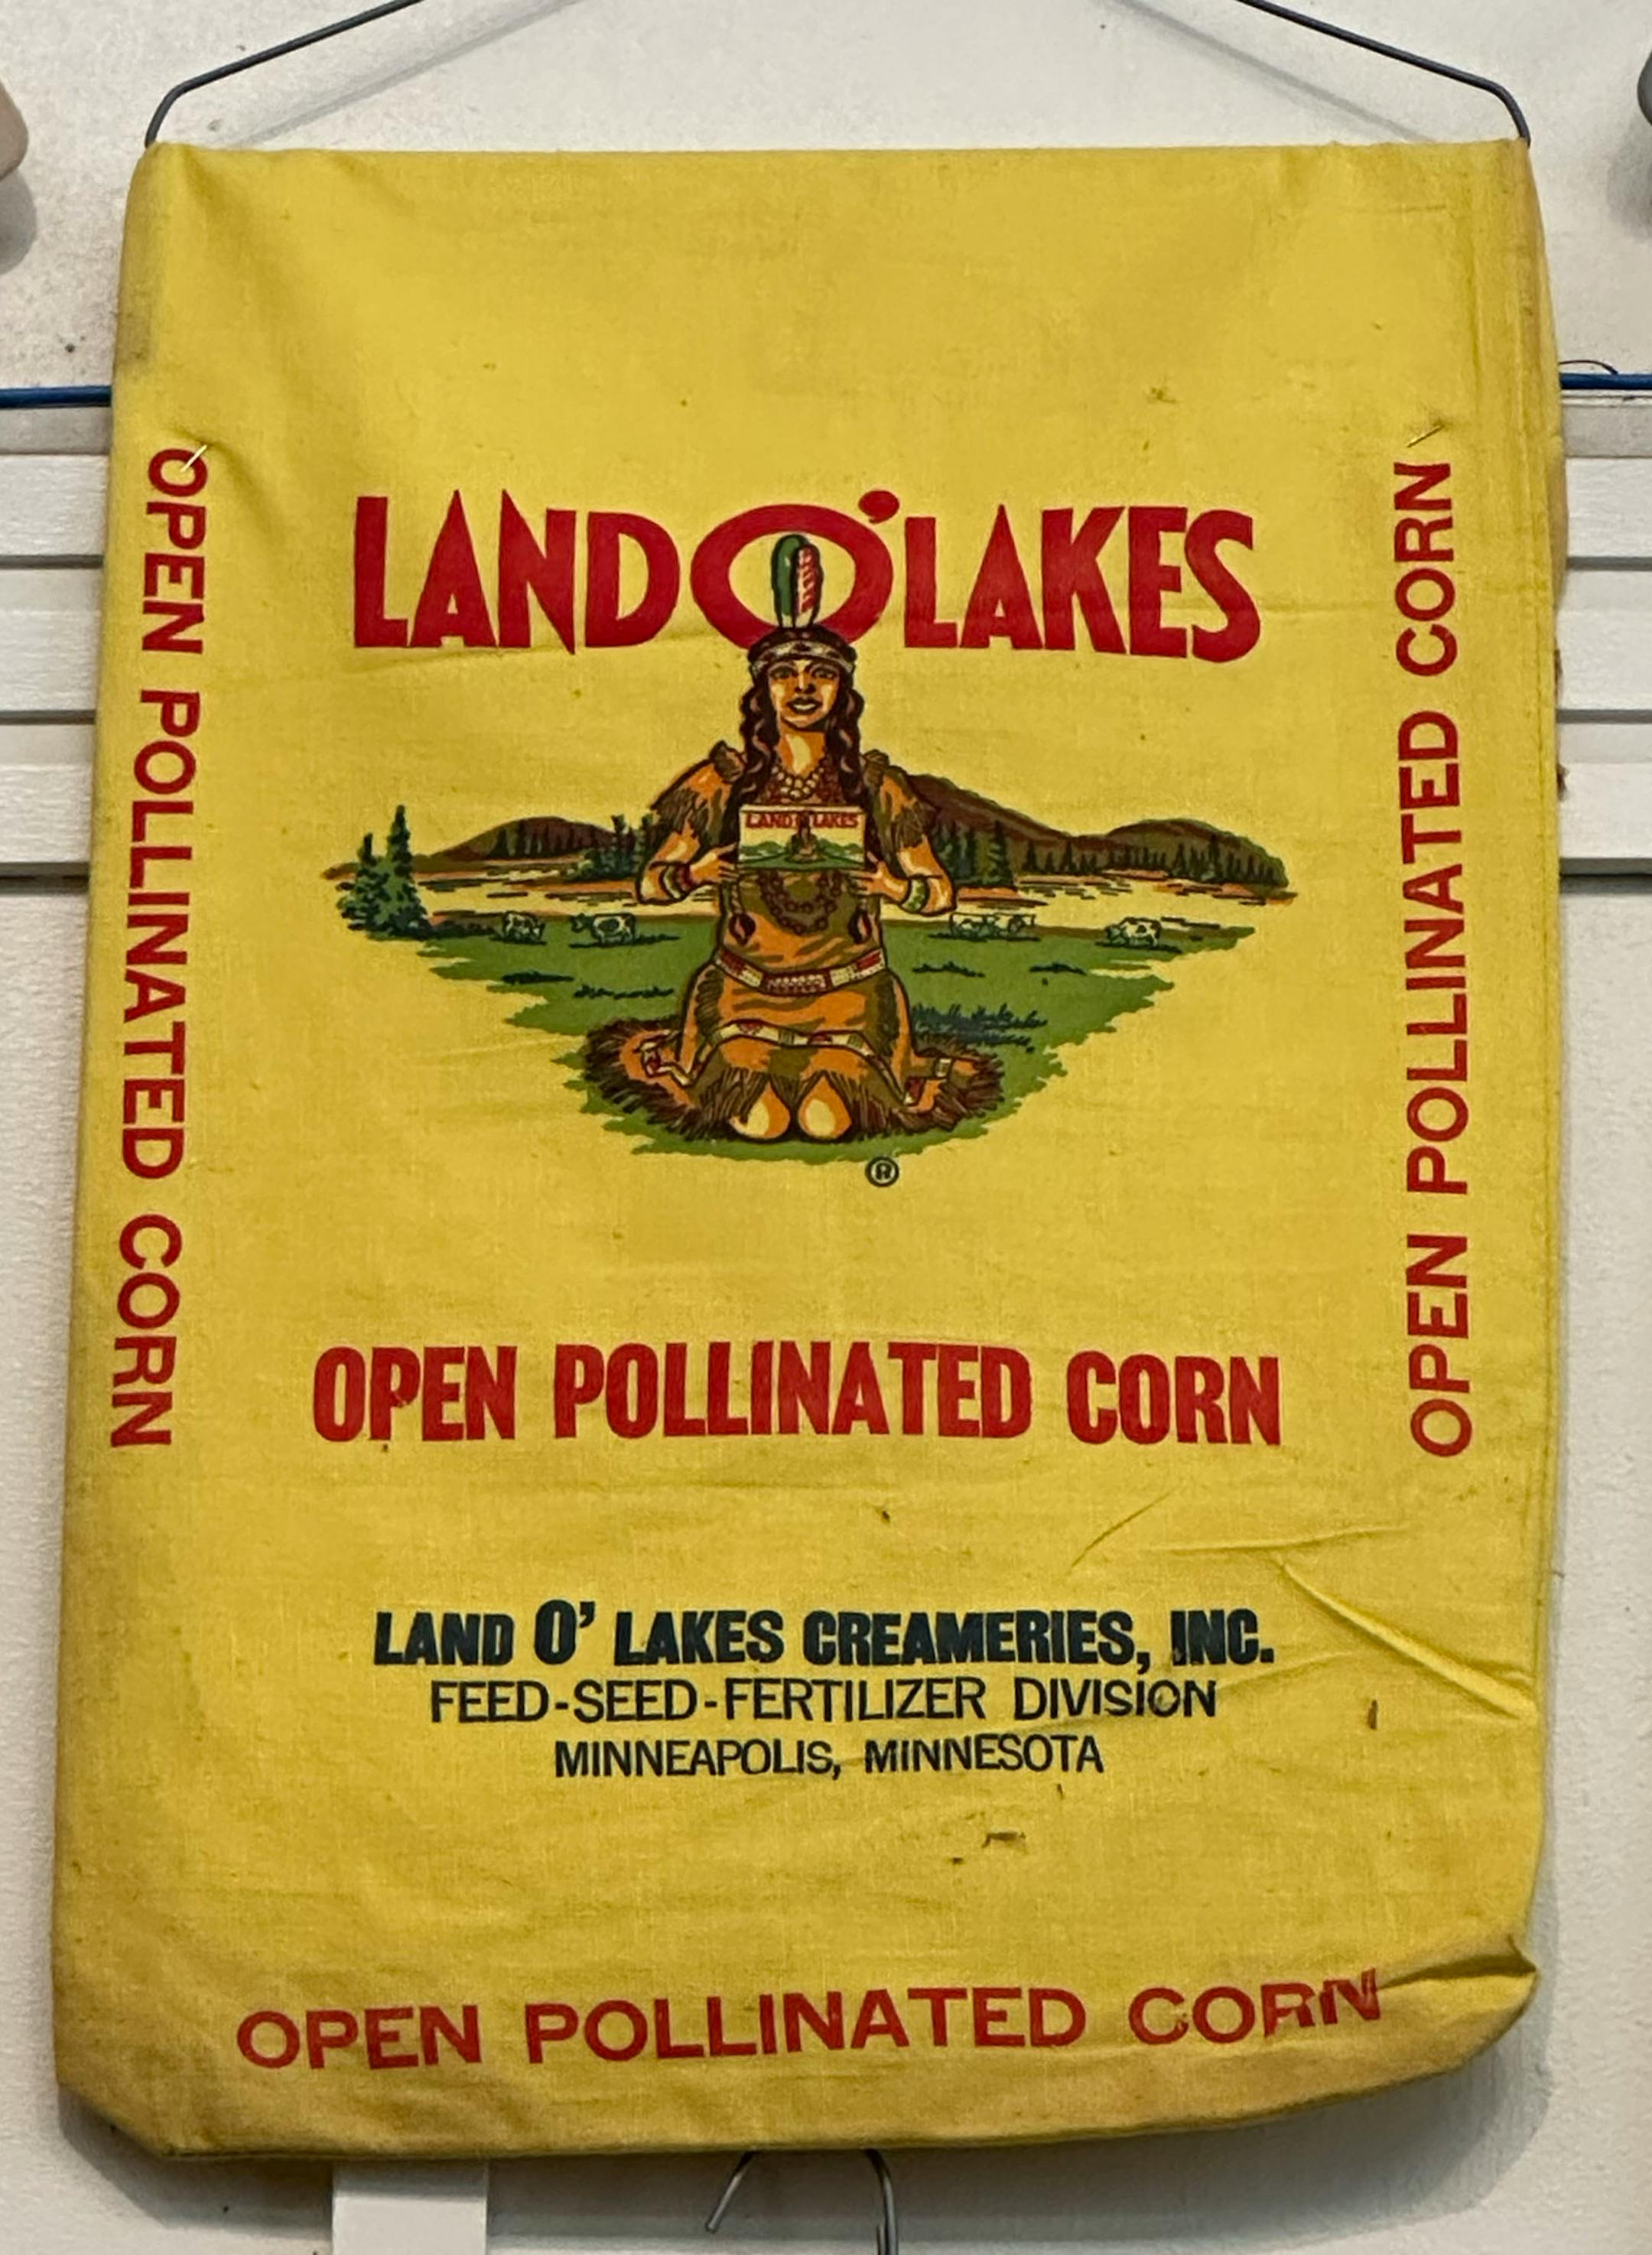 LAND O'LAKES
LAND O LAKES
®
OPEN POLLINATED CORN
OPEN POLLINATED CORN
OPEN POLLINATED CORN
LAND O' LAKES CREAMERIES, INC.
FEED-SEED-FERTILIZER DIVISION
MINNEAPOLIS, MINNESOTA
OPEN POLLINATED CORN